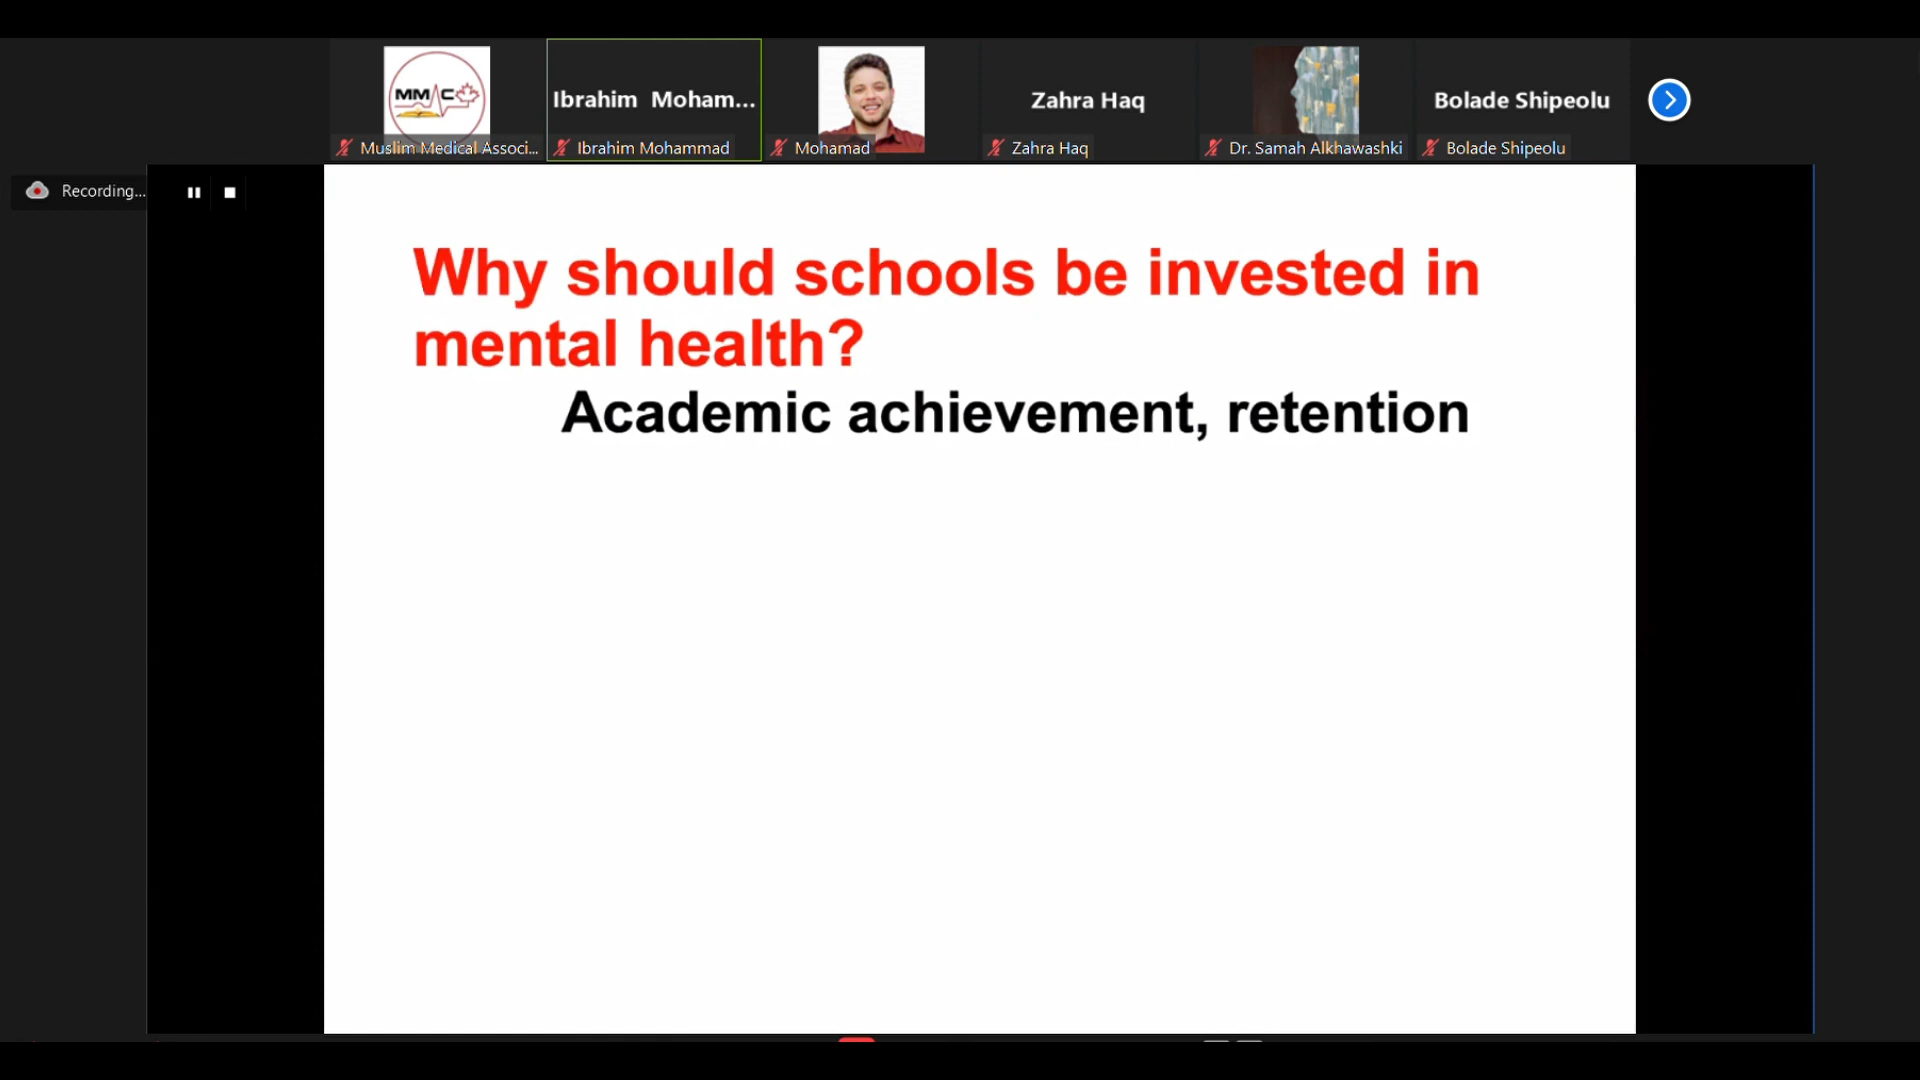 MMAC
Ibrahim Moham...
Zahra Haq
Bolade Shipeolu
Muslim Medical Associ...
Ibrahim Mohammad
Mohamad
Zahra Haq
Dr. Samah Alkhawashki
Bolade Shipeolu
Recording...
Why should schools be invested in
mental health?
Academic achievement, retention